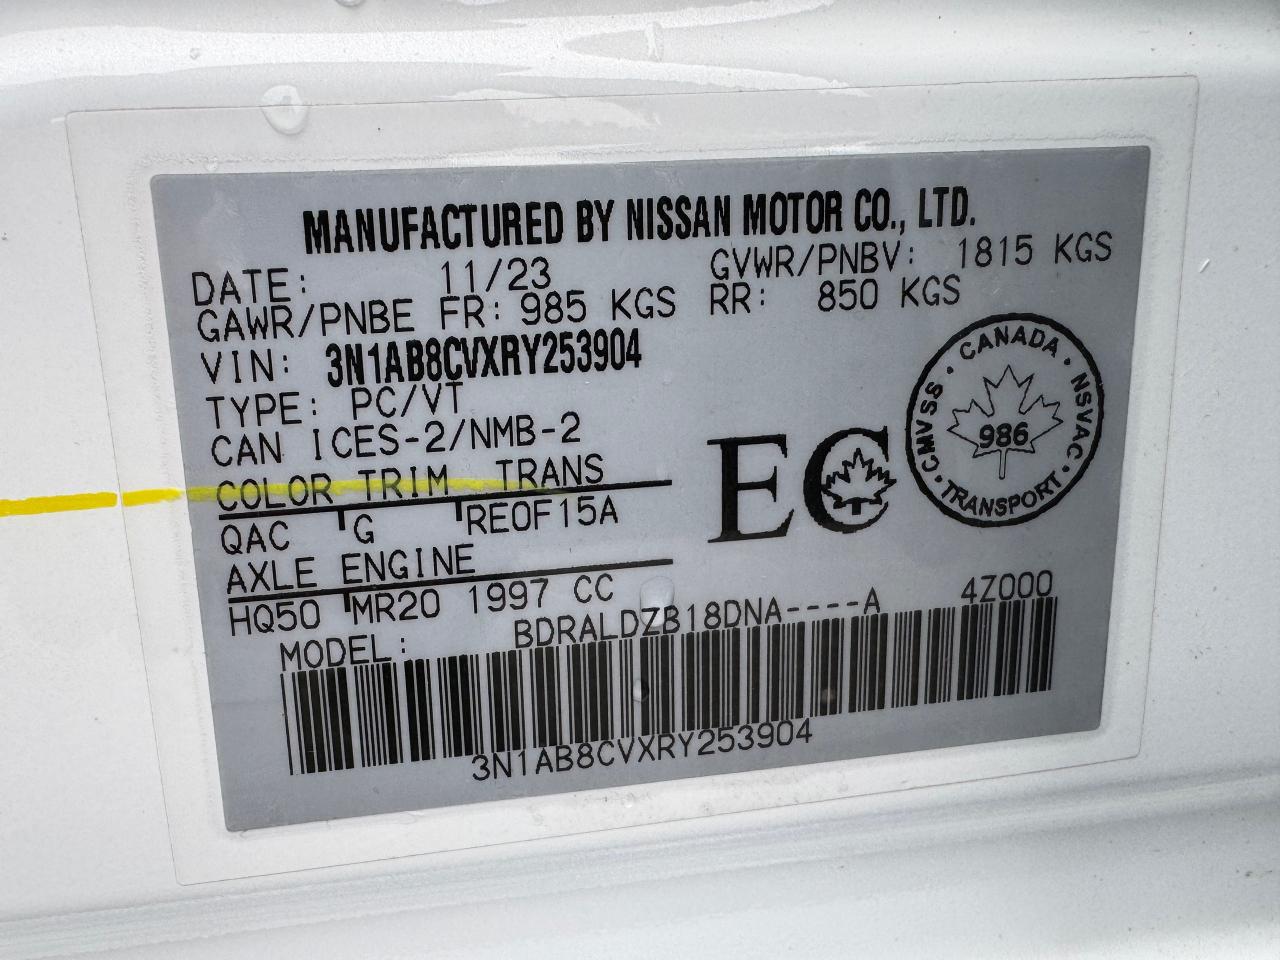 MANUFACTURED BY NISSAN MOTOR CO., LTD.
DATE: 11/23 GVWR/PNBV: 1815 KGS
GAWR/PNBE FR: 985 KGS RR: 850 KGS
VIN: 3N1AB8CVXRY253904
TYPE: PC/VT
CAN ICES-2/NMB-2
COLOR TRIM TRANS
QAC G RE0F15A
AXLE ENGINE
HQ50 MR20 1997 CC
MODEL: BDRALDZB18DNA----A 4Z000
3N1AB8CVXRY253904
EC
CANADA · NSVAC · TRANSPORT · CMVSS ·
986